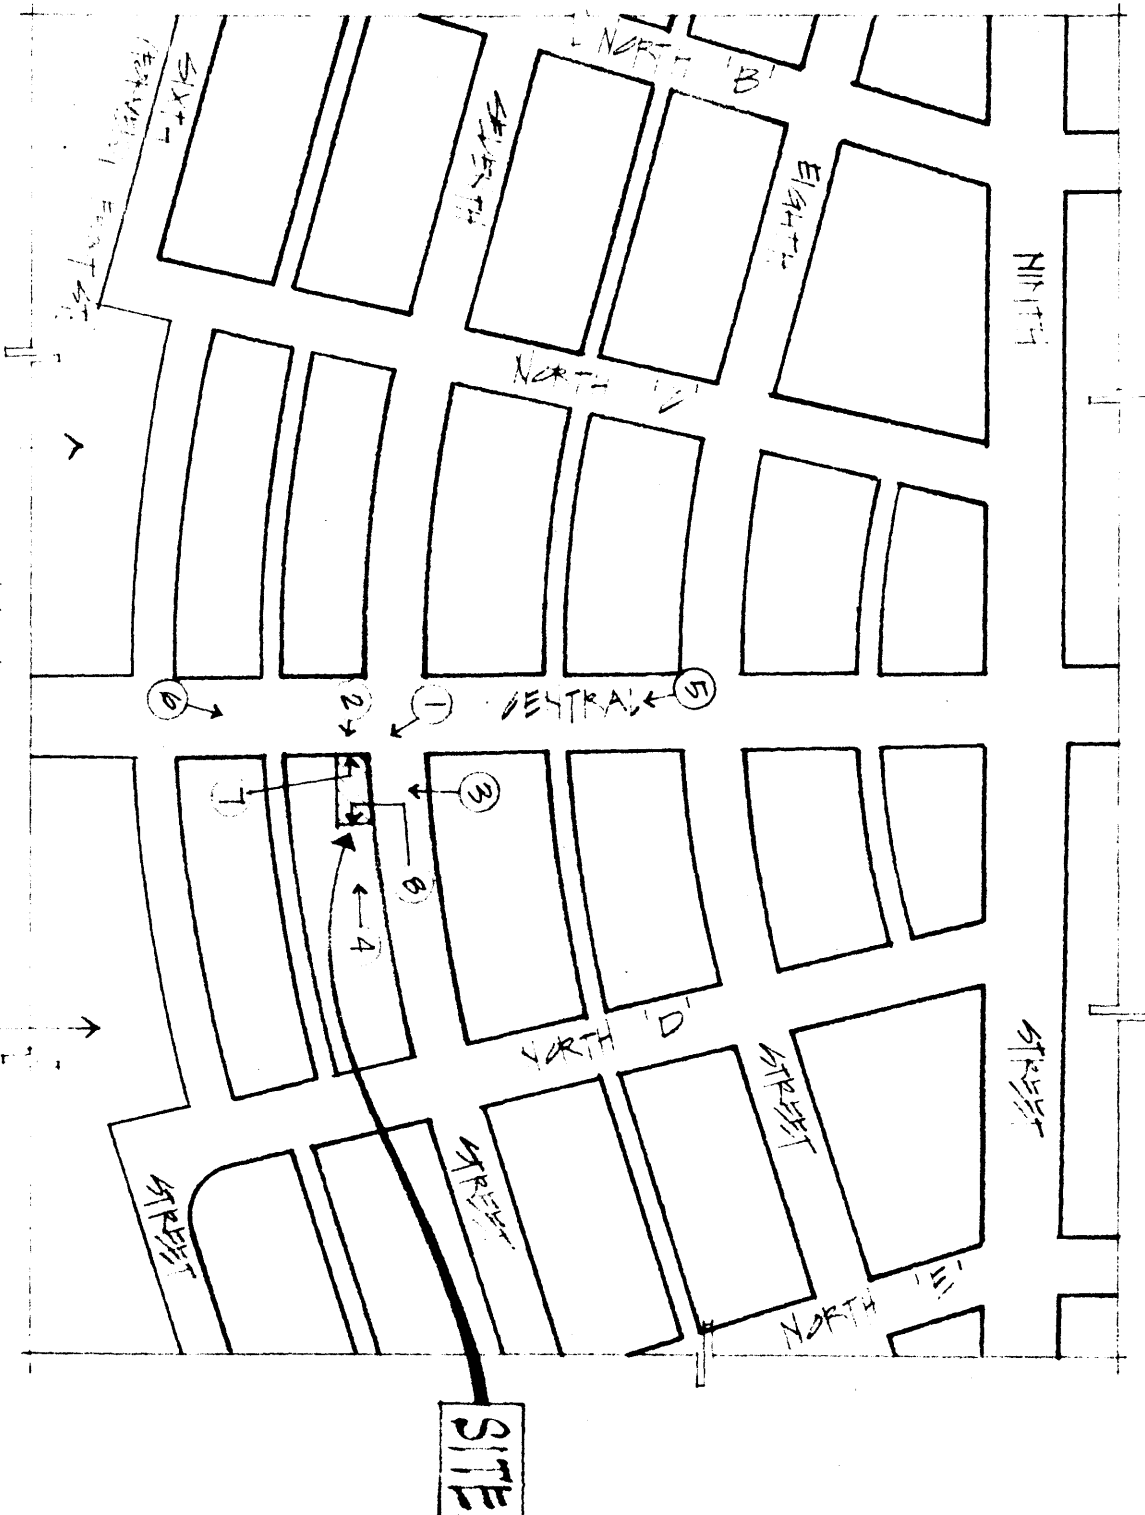 NORTH 'B'
SIXTH
SEVENTH
EIGHTH
NINTH
NORTH 'C'
6
2
1
CENTRAL
5
7
3
8
4
NORTH 'D'
STREET
STREET
STREET
STREET
NORTH 'E'
SITE